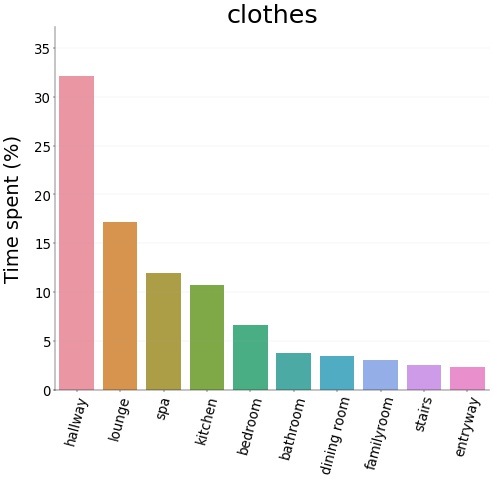 clothes
Time spent (%)
35
30
25
20
15
10
5
0
hallway
lounge
spa
kitchen
bedroom
bathroom
dining room
familyroom
stairs
entryway